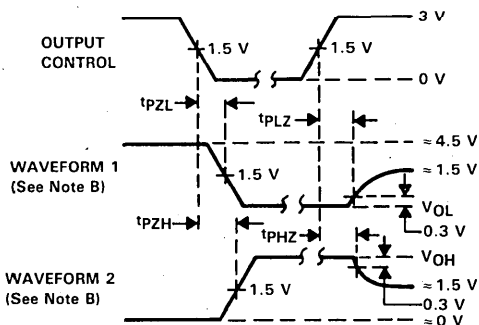 3 V
OUTPUT
CONTROL
1.5 V
1.5 V
0 V
tPZL
tPLZ
≈ 4.5 V
WAVEFORM 1
(See Note B)
1.5 V
≈ 1.5 V
VOL
0.3 V
tPZH
tPHZ
VOH
WAVEFORM 2
(See Note B)
1.5 V
≈ 1.5 V
0.3 V
≈ 0 V